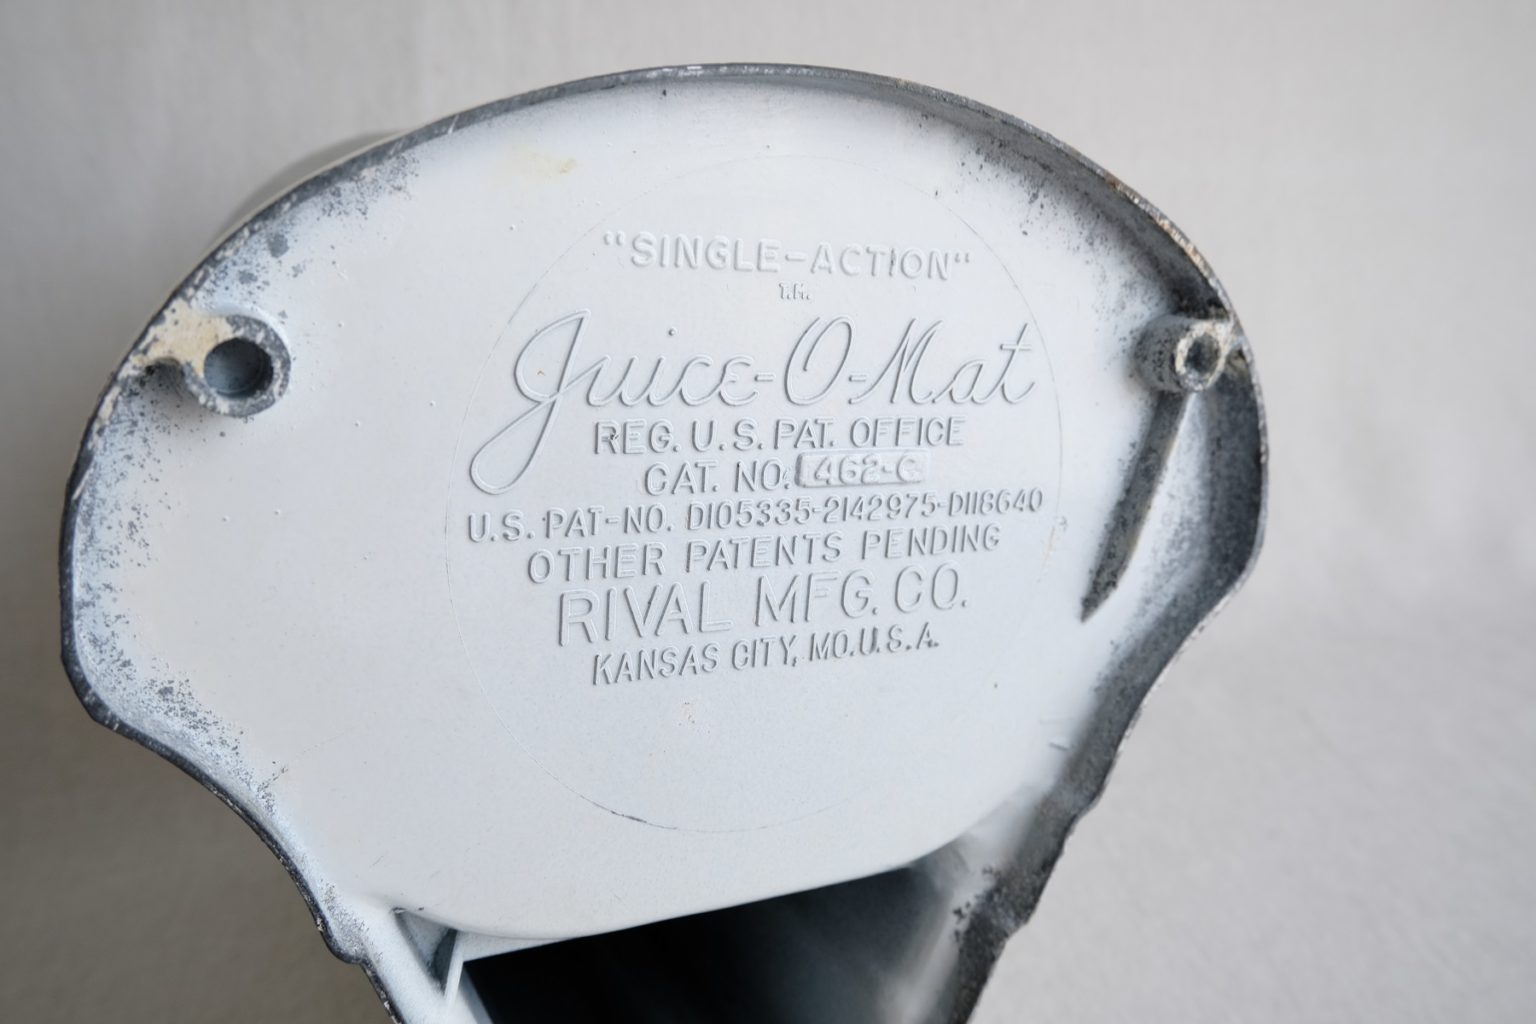 "SINGLE-ACTION"
T.M.
Juice-O-Mat
REG. U.S. PAT. OFFICE
CAT. NO. 462-C
U.S. PAT-NO. D105335-2142975-D118640
OTHER PATENTS PENDING
RIVAL MFG. CO.
KANSAS CITY, MO. U.S.A.